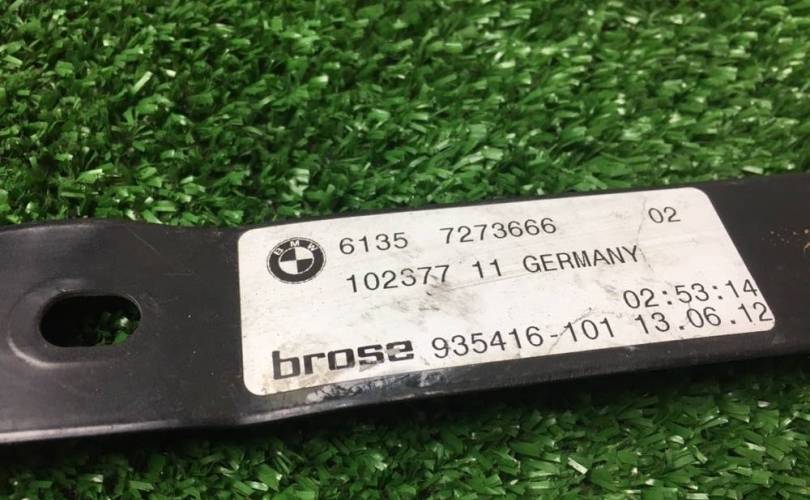 BMW
6135 7273666 02
102377 11 GERMANY
02:53:14
brose 935416-101 13.06.12